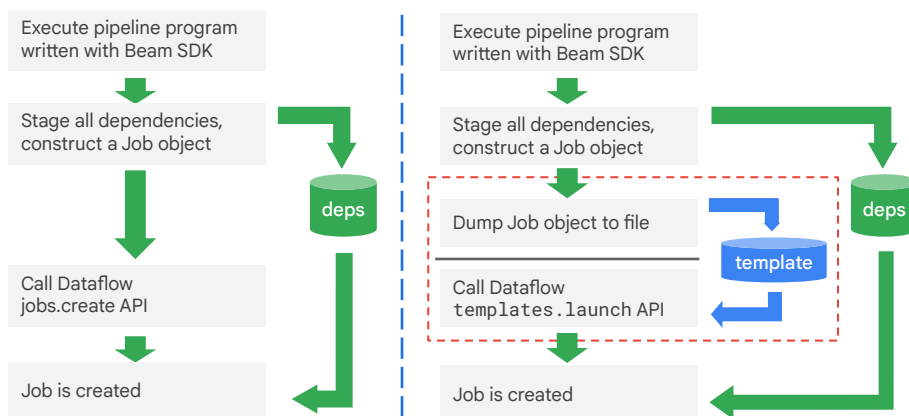 Execute pipeline program
written with Beam SDK
Stage all dependencies,
construct a Job object
deps
Call Dataflow
jobs.create API
Job is created
Execute pipeline program
written with Beam SDK
Stage all dependencies,
construct a Job object
deps
Dump Job object to file
template
Call Dataflow
templates.launch API
Job is created